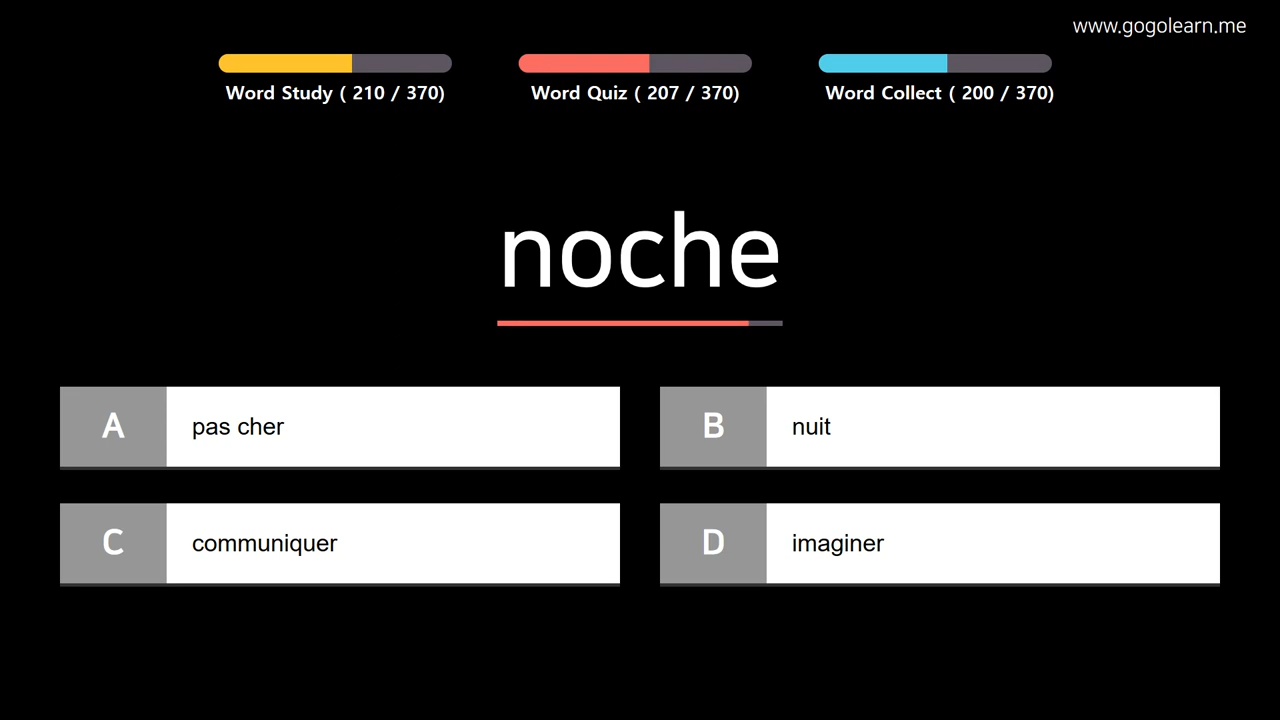 www.gogolearn.me
Word Study ( 210 / 370)
Word Quiz ( 207 / 370)
Word Collect ( 200 / 370)
noche
A pas cher
B nuit
C communiquer
D imaginer